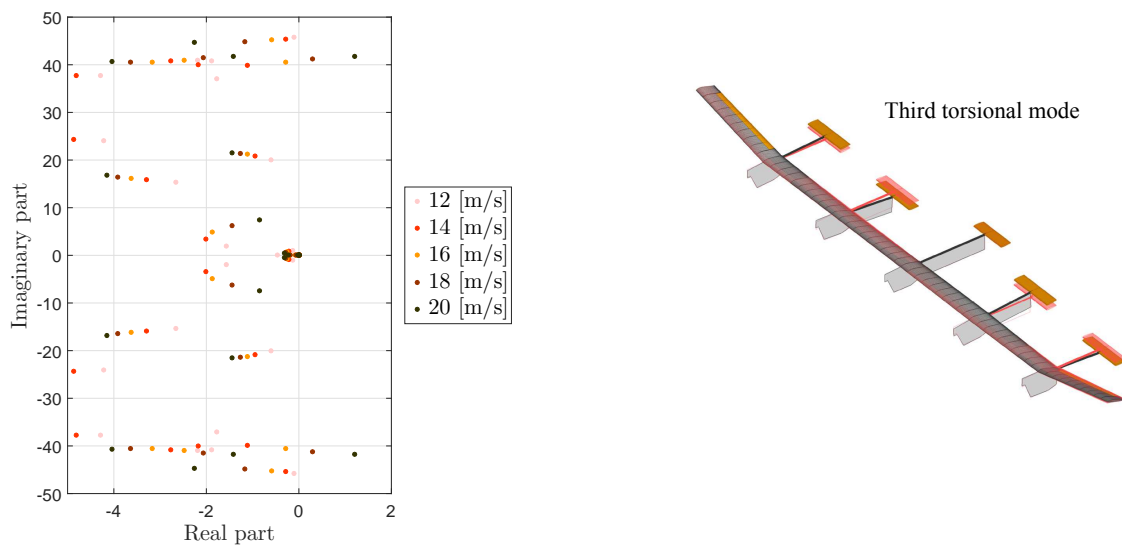 50
40
30
20
10
0
-10
-20
-30
-40
-50
Imaginary part
-4
-2
0
2
Real part
12 [m/s]
14 [m/s]
16 [m/s]
18 [m/s]
20 [m/s]
Third torsional mode